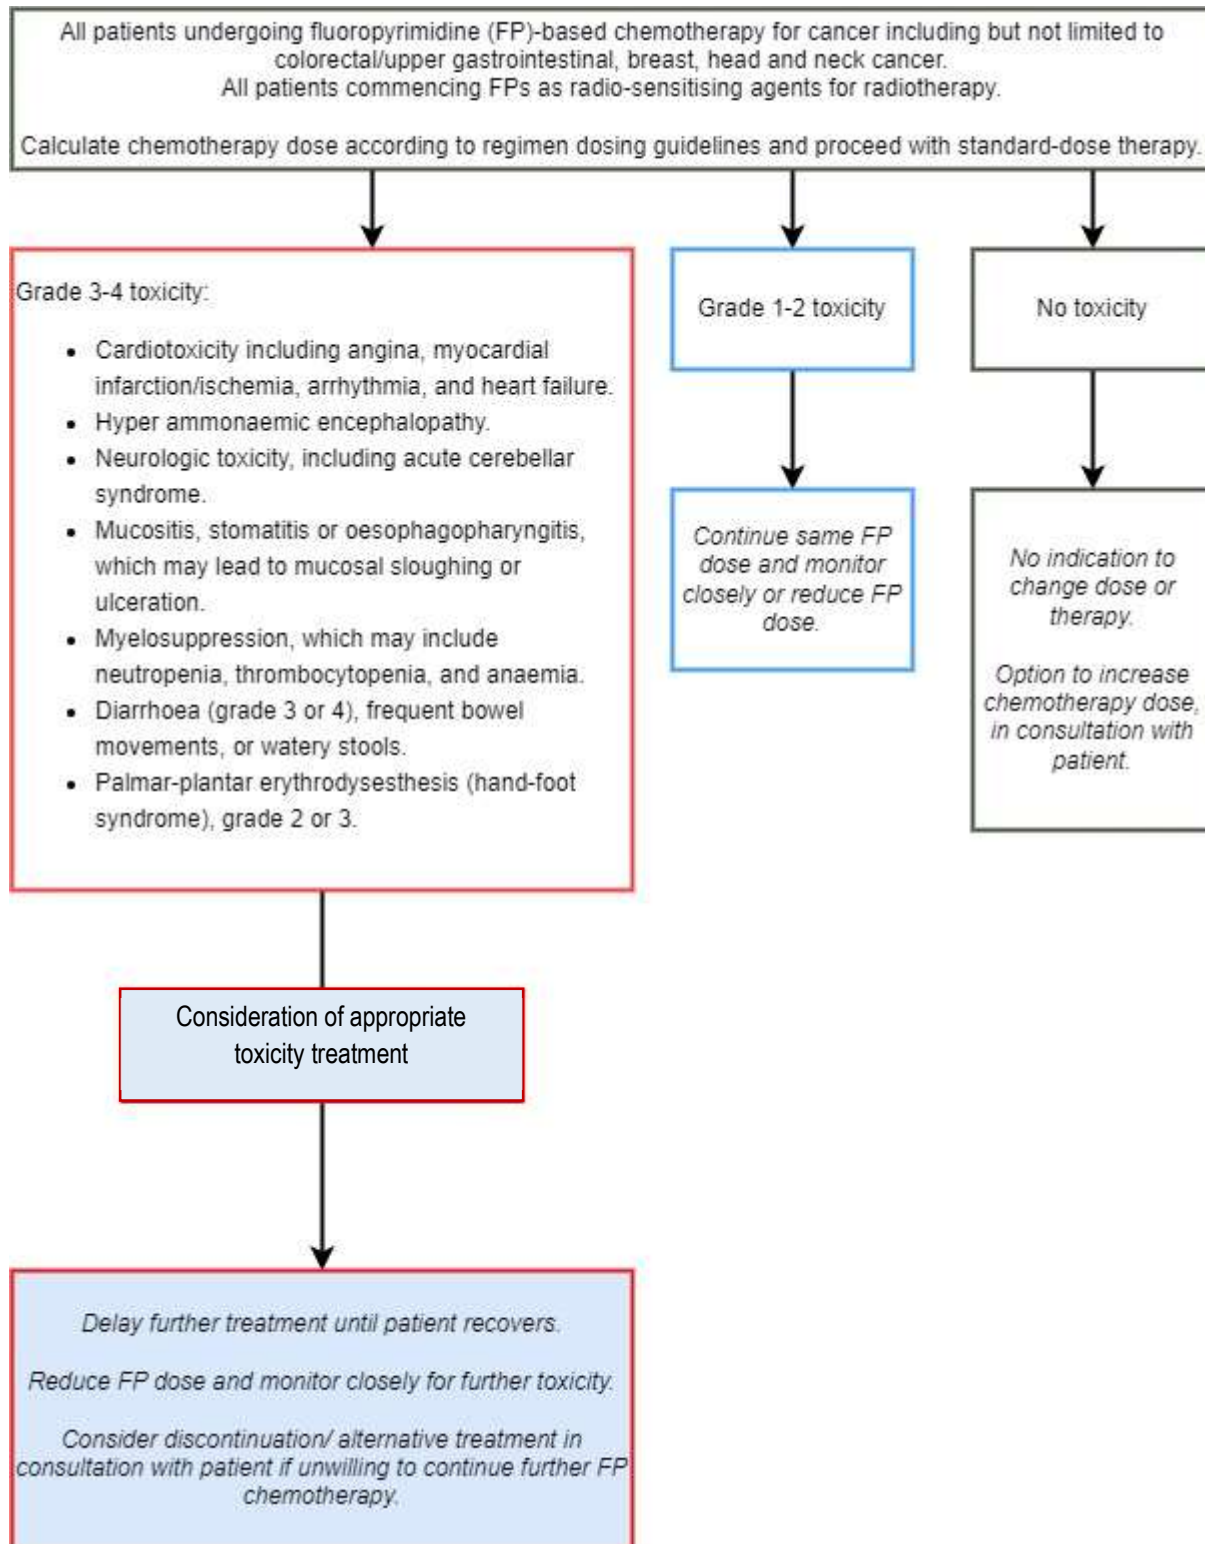 All patients undergoing fluoropyrimidine (FP)-based chemotherapy for cancer including but not limited to
colorectal/upper gastrointestinal, breast, head and neck cancer.
All patients commencing FPs as radio-sensitising agents for radiotherapy.
Calculate chemotherapy dose according to regimen dosing guidelines and proceed with standard-dose therapy.
Grade 3-4 toxicity:
• Cardiotoxicity including angina, myocardial
infarction/ischemia, arrhythmia, and heart failure.
• Hyper ammonaemic encephalopathy.
• Neurologic toxicity, including acute cerebellar
syndrome.
• Mucositis, stomatitis or oesophagopharyngitis,
which may lead to mucosal sloughing or
ulceration.
• Myelosuppression, which may include
neutropenia, thrombocytopenia, and anaemia.
• Diarrhoea (grade 3 or 4), frequent bowel
movements, or watery stools.
• Palmar-plantar erythrodysesthesis (hand-foot
syndrome), grade 2 or 3.
Consideration of appropriate
toxicity treatment
Delay further treatment until patient recovers.
Reduce FP dose and monitor closely for further toxicity.
Consider discontinuation/ alternative treatment in
consultation with patient if unwilling to continue further FP
chemotherapy.
Grade 1-2 toxicity
Continue same FP
dose and monitor
closely or reduce FP
dose.
No toxicity
No indication to
change dose or
therapy.
Option to increase
chemotherapy dose,
in consultation with
patient.